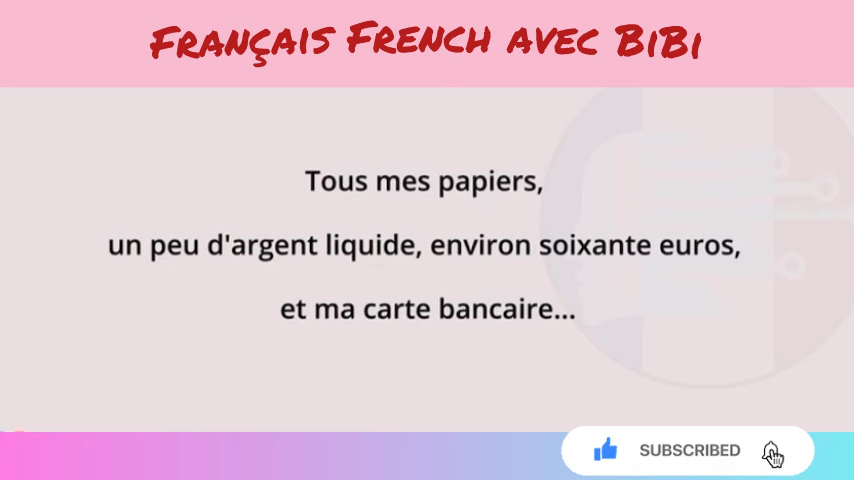 Français French avec BiBi
Tous mes papiers,
un peu d'argent liquide, environ soixante euros,
et ma carte bancaire...
SUBSCRIBED